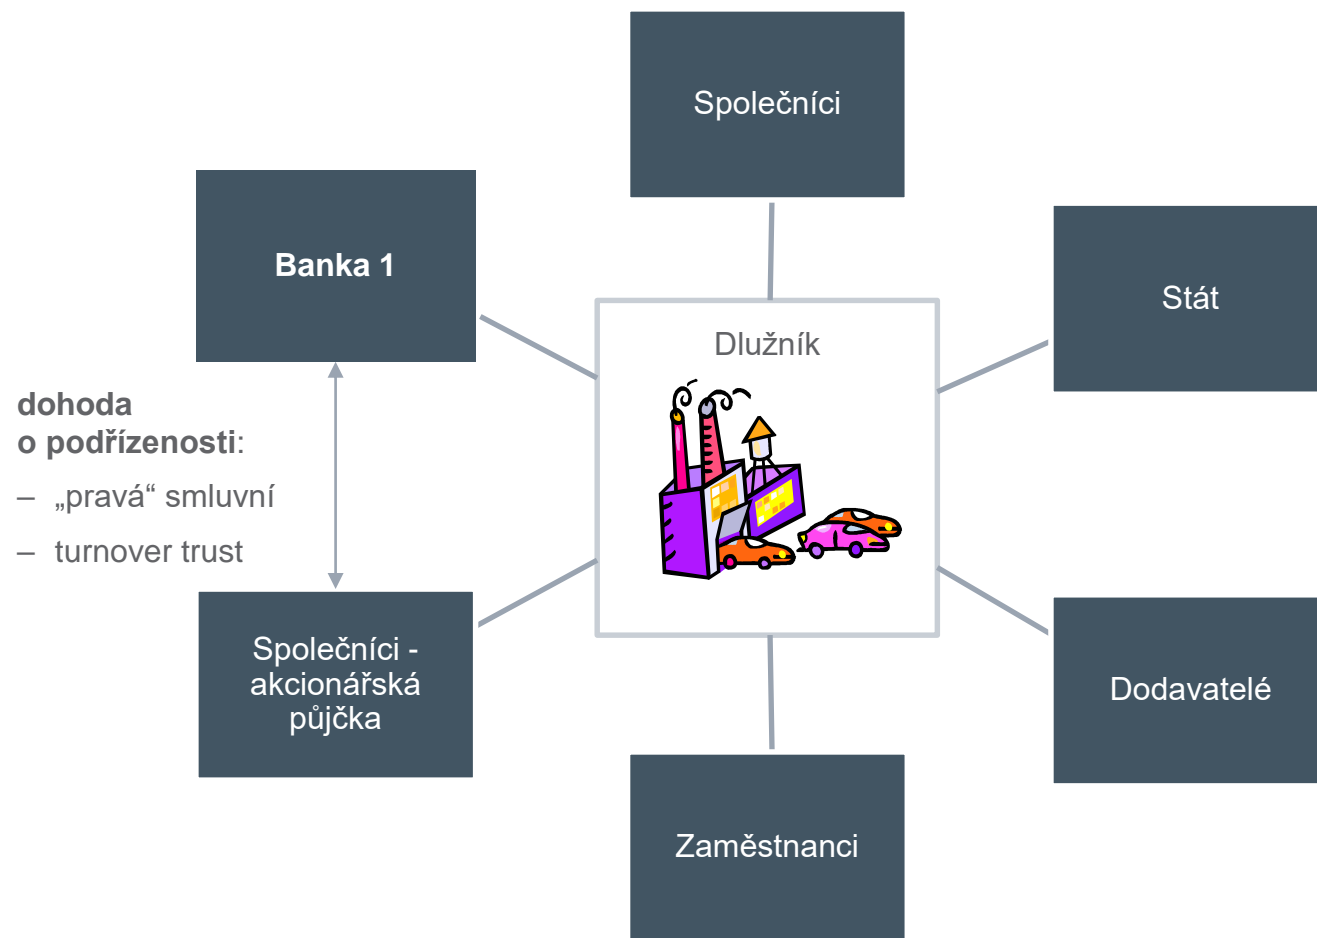 Společníci
Banka 1
Stát
Dlužník
dohoda
o podřízenosti:
– „pravá“ smluvní
– turnover trust
Společníci -
akcionářská
půjčka
Dodavatelé
Zaměstnanci